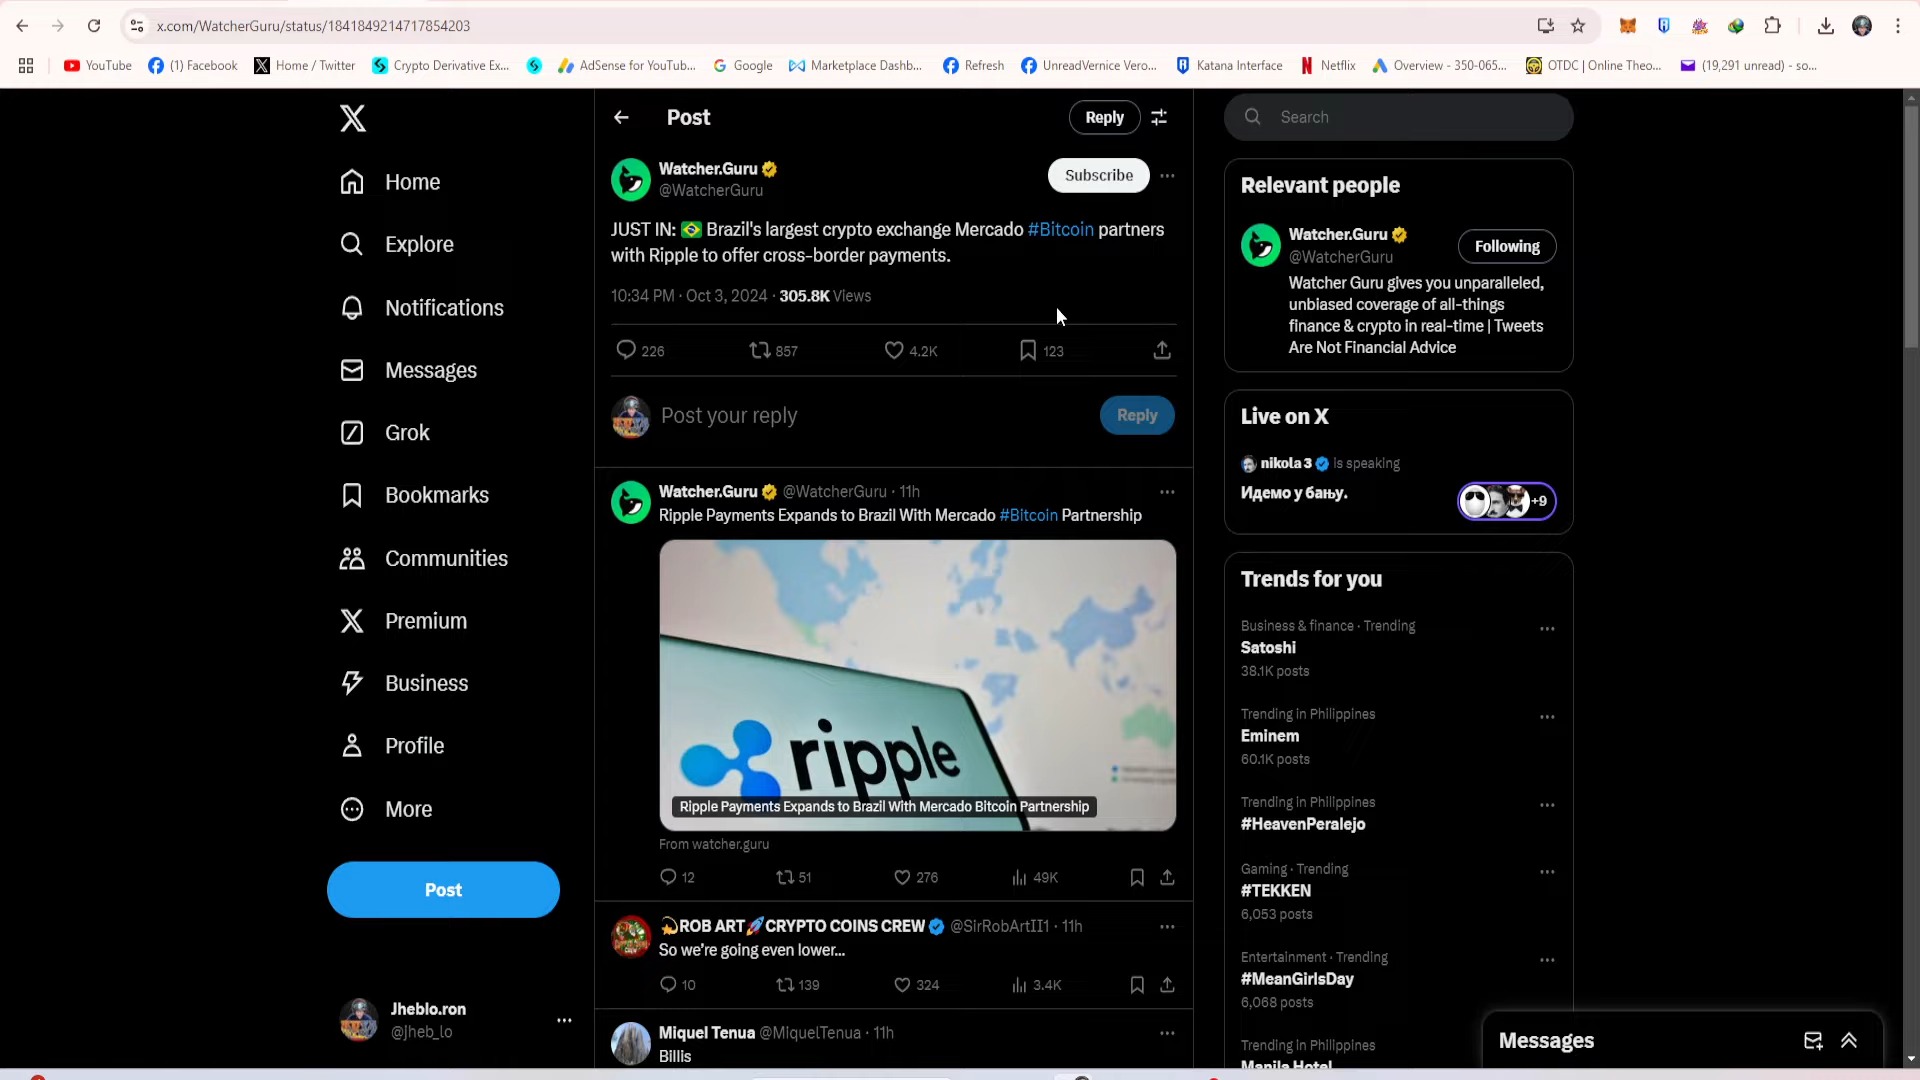 x.com/WatcherGuru/status/1841849214717854203
YouTube
(1) Facebook
Home / Twitter
Crypto Derivative Ex...
AdSense for YouTub...
Google
Marketplace Dashb...
Refresh
UnreadVernice Vero...
Katana Interface
Netflix
Overview - 350-065...
OTDC | Online Theo...
(19,291 unread) - so...
Home
Explore
Notifications
Messages
Grok
Bookmarks
Communities
Premium
Business
Profile
More
Post
Jheblo.ron
@jheb_lo
Post
Reply
Watcher.Guru
@WatcherGuru
Subscribe
JUST IN: 🇧🇷 Brazil's largest crypto exchange Mercado #Bitcoin partners
with Ripple to offer cross-border payments.
10:34 PM · Oct 3, 2024 · 305.8K Views
226 857 4.2K 123
Post your reply
Reply
Watcher.Guru @WatcherGuru · 11h
Ripple Payments Expands to Brazil With Mercado #Bitcoin Partnership
ripple
Ripple Payments Expands to Brazil With Mercado Bitcoin Partnership
From watcher.guru
12 51 276 49K
💫ROB ART🚀CRYPTO COINS CREW @SirRobArtII1 · 11h
So we're going even lower...
10 139 324 3.4K
Miquel Tenua @MiquelTenua · 11h
Billis
Search
Relevant people
Watcher.Guru
@WatcherGuru
Following
Watcher Guru gives you unparalleled,
unbiased coverage of all-things
finance & crypto in real-time | Tweets
Are Not Financial Advice
Live on X
nikola 3 is speaking
Идемо у бању.
+9
Trends for you
Business & finance · Trending
Satoshi
38.1K posts
Trending in Philippines
Eminem
60.1K posts
Trending in Philippines
#HeavenPeralejo
Gaming · Trending
#TEKKEN
6,053 posts
Entertainment · Trending
#MeanGirlsDay
6,068 posts
Trending in Philippines
Manila Hotel
Messages